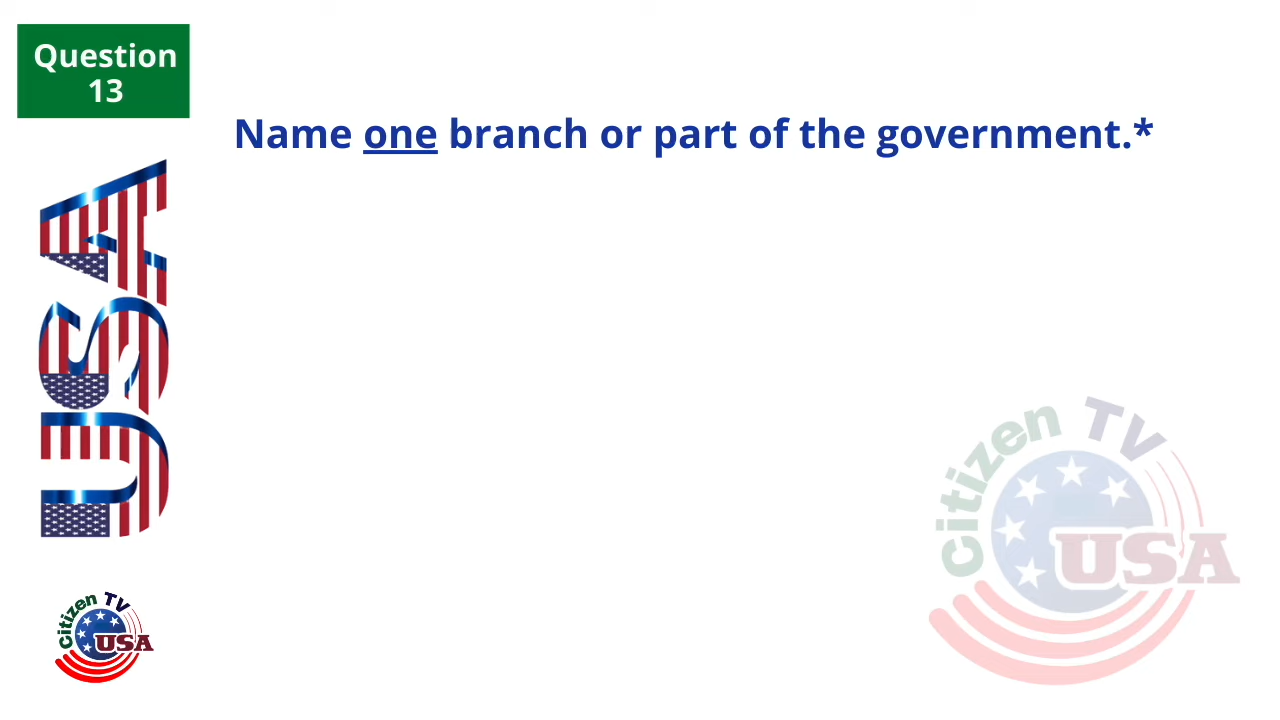 Question
13
Name one branch or part of the government.*
USA
Citizen TV
USA
Citizen TV
USA